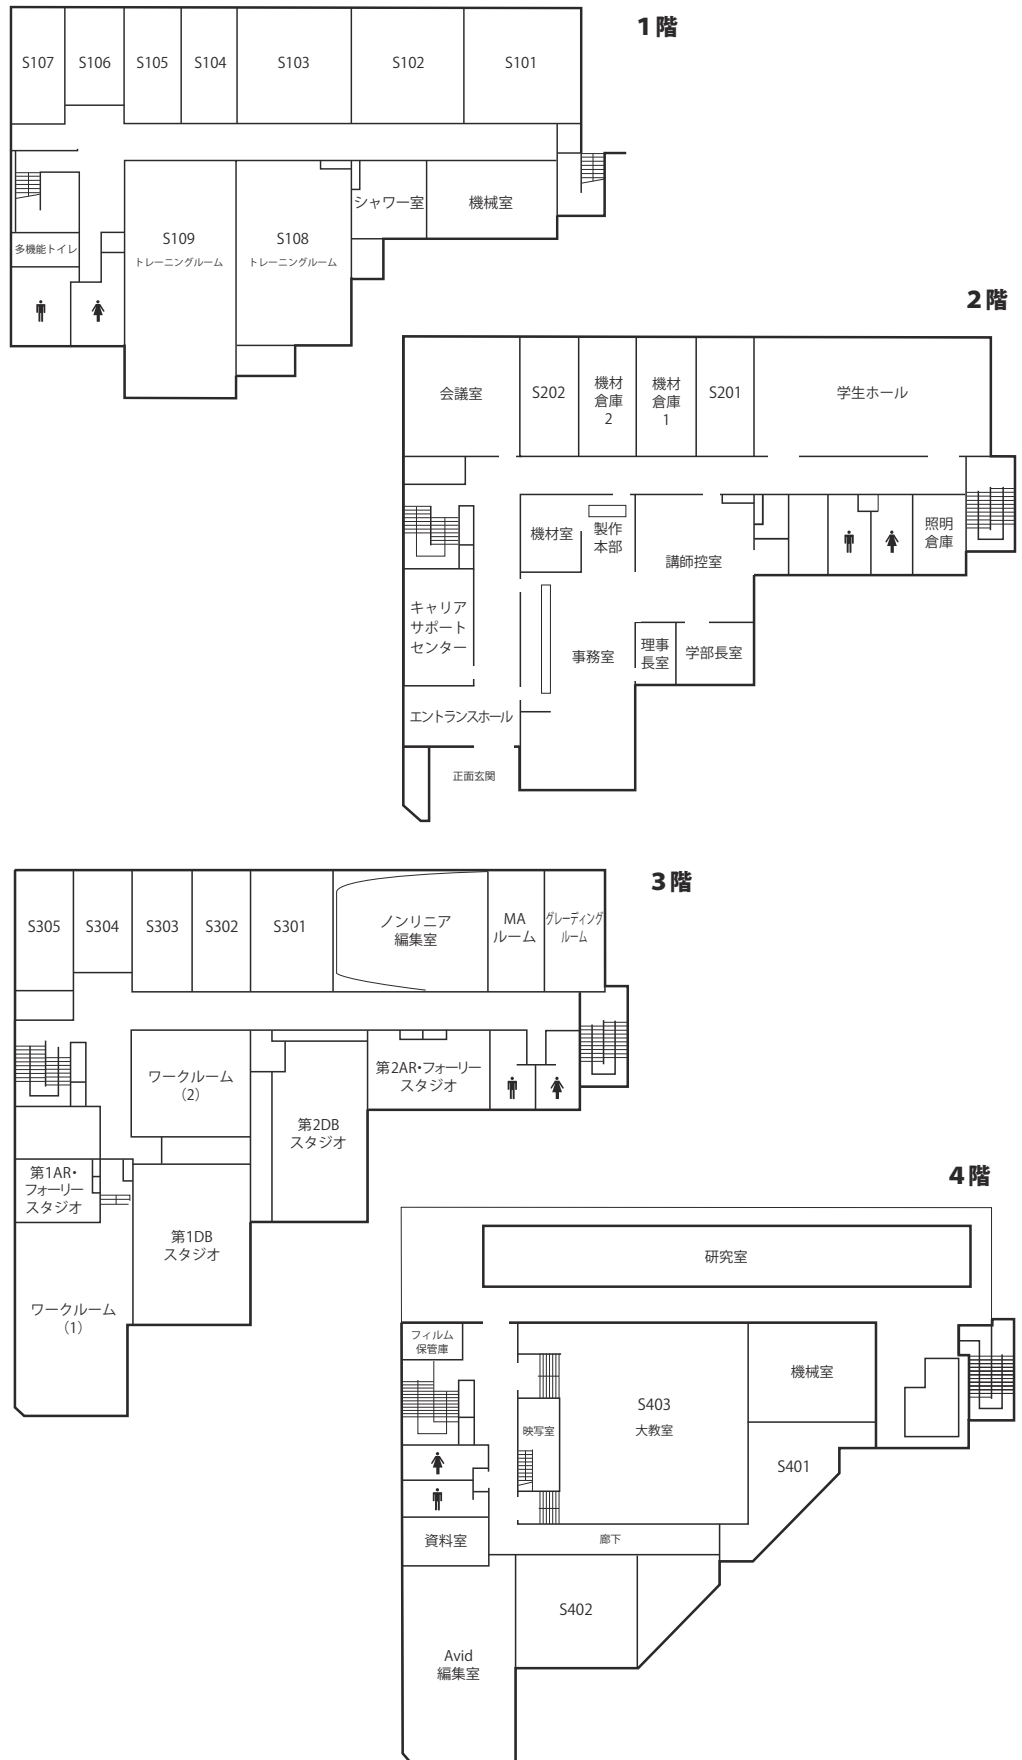 1階
S107
S106
S105
S104
S103
S102
S101
シャワー室
機械室
S109
トレーニングルーム
S108
トレーニングルーム
多機能トイレ
2階
会議室
S202
機材
倉庫
2
機材
倉庫
1
S201
学生ホール
機材室
製作
本部
講師控室
照明
倉庫
キャリア
サポート
センター
事務室
理事
長室
学部長室
エントランスホール
正面玄関
3階
S305
S304
S303
S302
S301
ノンリニア
編集室
MA
ルーム
グレーディング
ルーム
ワークルーム
(2)
第2AR・フォーリー
スタジオ
第2DB
スタジオ
第1AR・
フォーリー
スタジオ
第1DB
スタジオ
ワークルーム
(1)
4階
研究室
フィルム
保管庫
機械室
S403
大教室
映写室
S401
資料室
廊下
S402
Avid
編集室